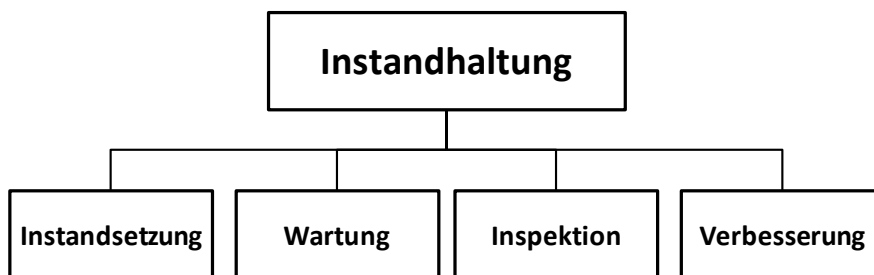 Instandhaltung
Instandsetzung
Wartung
Inspektion
Verbesserung